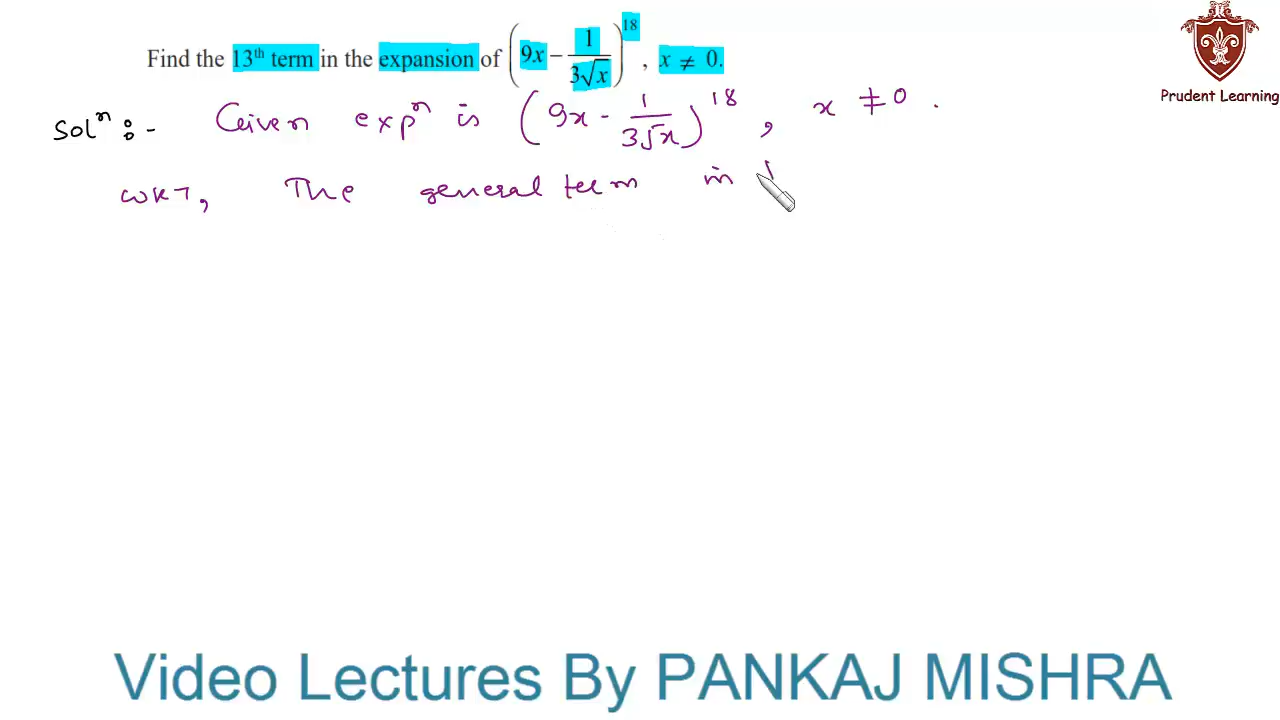 Find the 13th term in the expansion of (9x − 1/(3√x))^18 , x ≠ 0.
Prudent Learning
Solⁿ :- Given expⁿ is (9x - 1/(3√x))^18 , x ≠ 0 .
WKT, The general term in
Video Lectures By PANKAJ MISHRA